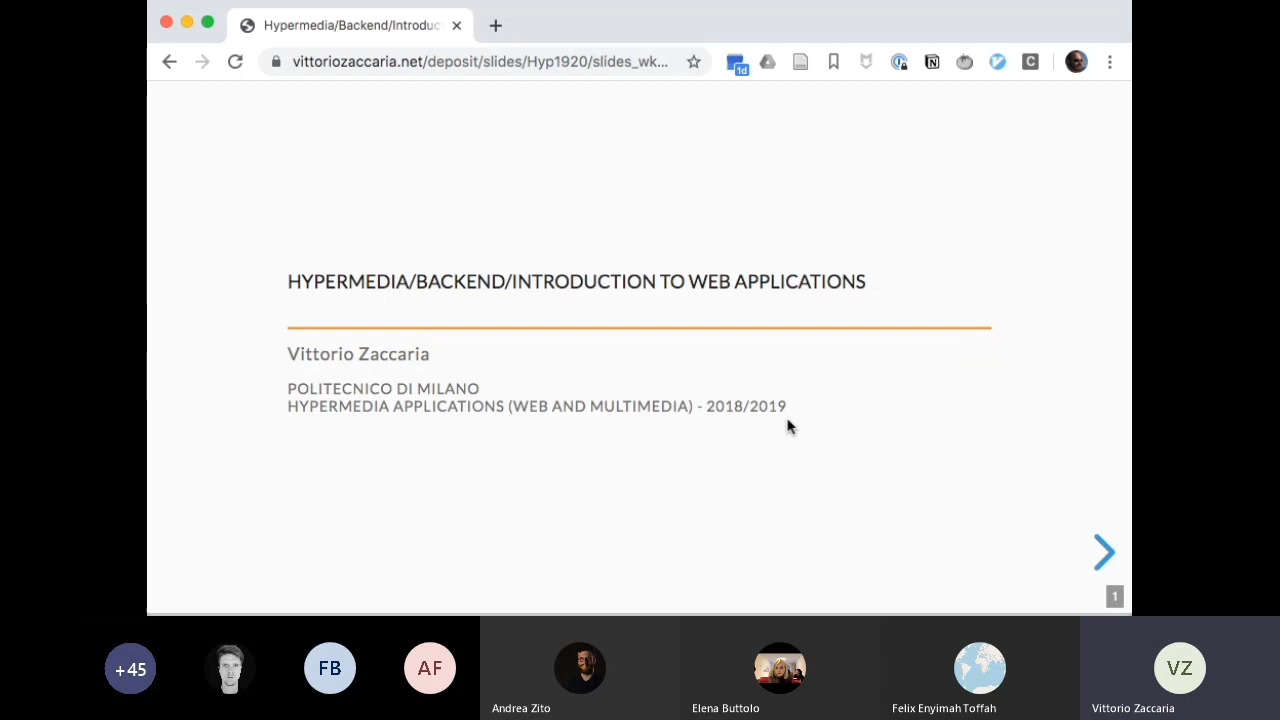 Hypermedia/Backend/Introduc
vittoriozaccaria.net/deposit/slides/Hyp1920/slides_wk...
1d
C
HYPERMEDIA/BACKEND/INTRODUCTION TO WEB APPLICATIONS
Vittorio Zaccaria
POLITECNICO DI MILANO
HYPERMEDIA APPLICATIONS (WEB AND MULTIMEDIA) - 2018/2019
1
+45
FB
AF
VZ
Andrea Zito
Elena Buttolo
Felix Enyimah Toffah
Vittorio Zaccaria